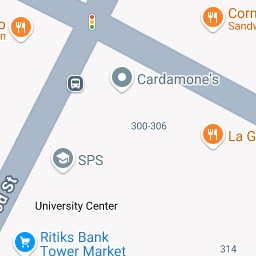 Corn
Sandw
Cardamone's
300-306
La G
SPS
St
University Center
Ritiks Bank
Tower Market
314